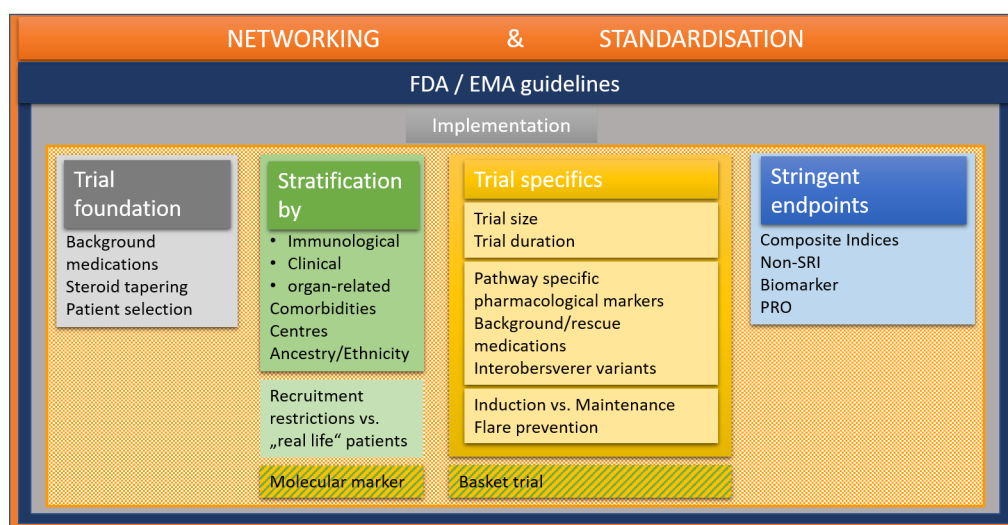 NETWORKING & STANDARDISATION
FDA / EMA guidelines
Implementation
Trial
foundation
Background
medications
Steroid tapering
Patient selection
Stratification
by
• Immunological
• Clinical
• organ-related
Comorbidities
Centres
Ancestry/Ethnicity
Recruitment
restrictions vs.
„real life“ patients
Molecular marker
Trial specifics
Trial size
Trial duration
Pathway specific
pharmacological markers
Background/rescue
medications
Interobersverer variants
Induction vs. Maintenance
Flare prevention
Basket trial
Stringent
endpoints
Composite Indices
Non-SRI
Biomarker
PRO